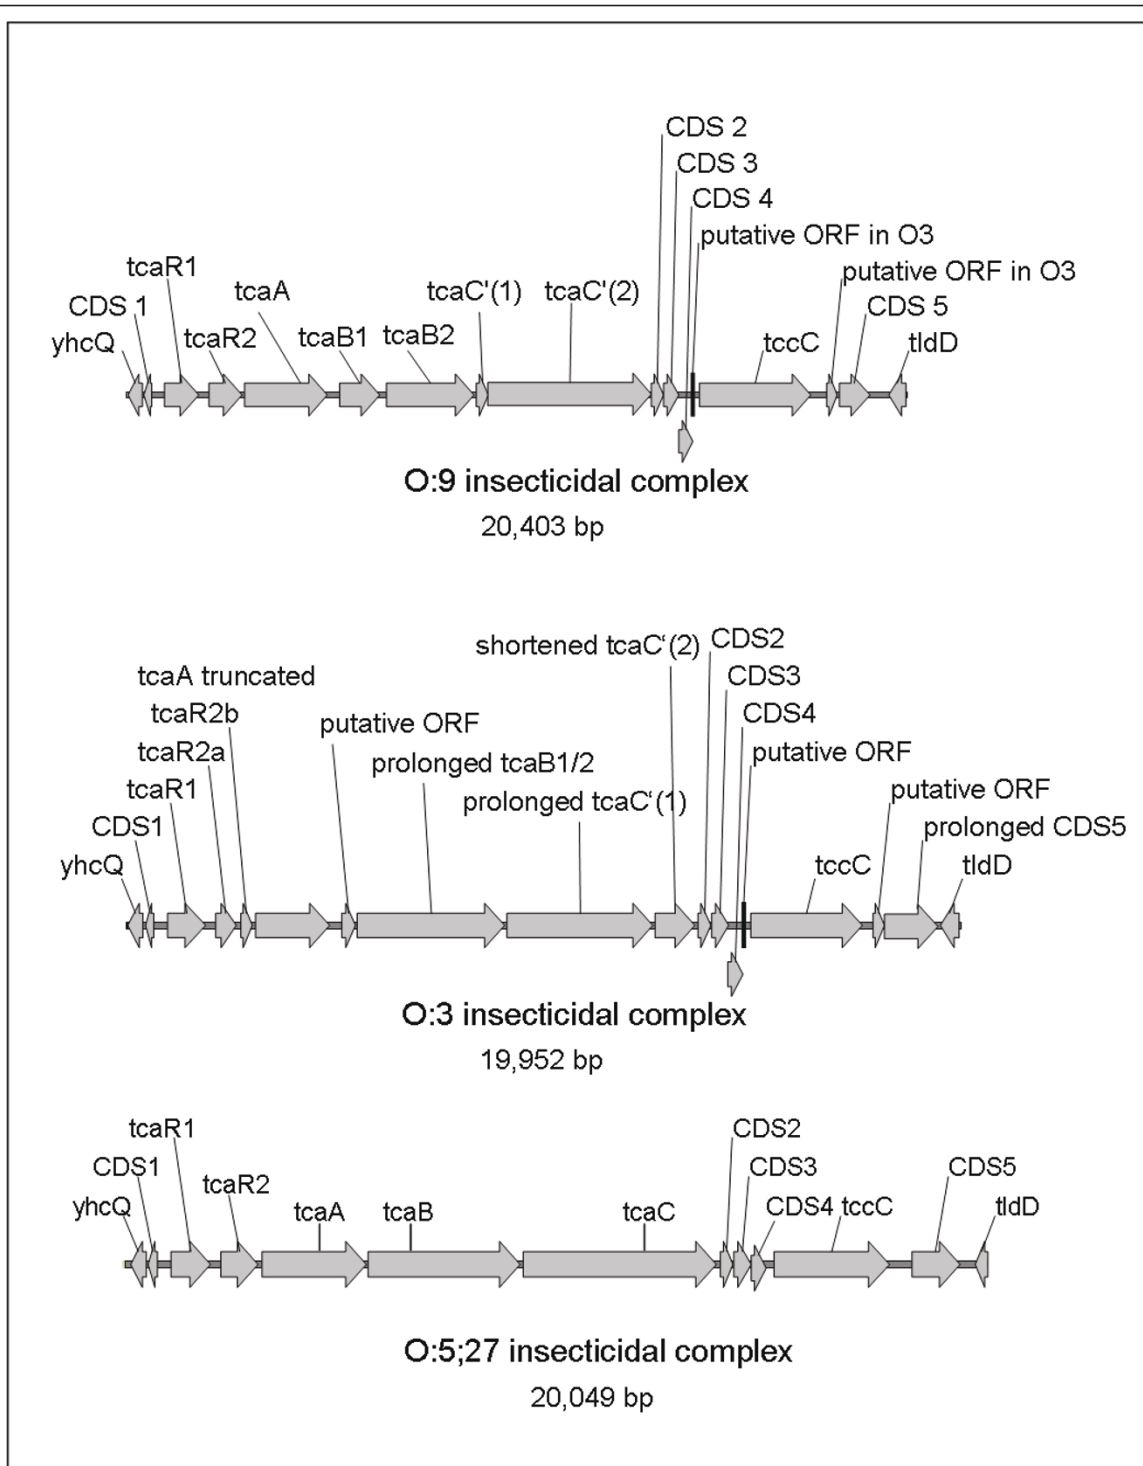 CDS 2
CDS 3
CDS 4
putative ORF in O3
tcaR1
putative ORF in O3
tcaA
tcaC'(1)
tcaC'(2)
CDS 1
CDS 5
yhcQ
tcaR2
tcaB1
tcaB2
tccC
tldD
O:9 insecticidal complex
20,403 bp
shortened tcaC‘(2)
CDS2
tcaA truncated
CDS3
tcaR2b
putative ORF
CDS4
tcaR2a
prolonged tcaB1/2
putative ORF
tcaR1
prolonged tcaC‘(1)
putative ORF
CDS1
prolonged CDS5
yhcQ
tccC
tldD
O:3 insecticidal complex
19,952 bp
tcaR1
CDS2
CDS1
CDS3
CDS5
tcaR2
yhcQ
tcaA
tcaB
tcaC
CDS4
tccC
tldD
O:5;27 insecticidal complex
20,049 bp